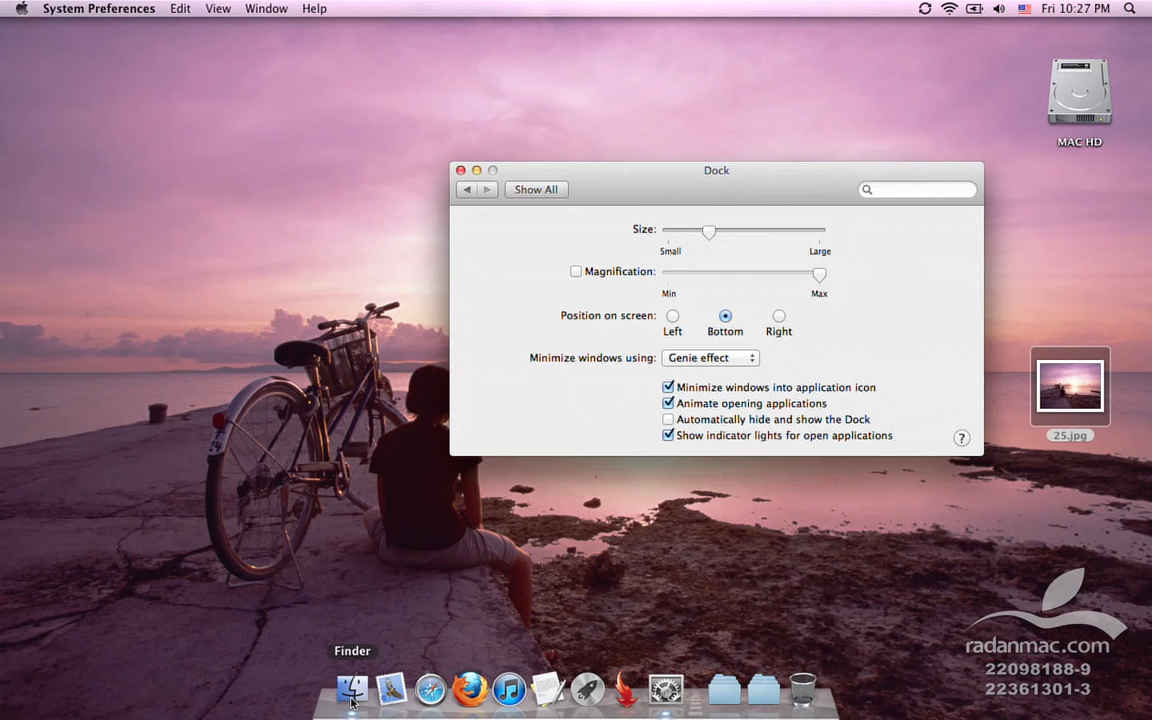 System Preferences Edit View Window Help Fri 10:27 PM
MAC HD
Dock
Show All
Size:
Small Large
Magnification:
Min Max
Position on screen:
Left Bottom Right
Minimize windows using: Genie effect
Minimize windows into application icon
Animate opening applications
Automatically hide and show the Dock
Show indicator lights for open applications
?
25.jpg
radanmac.com
22098188-9
22361301-3
Finder